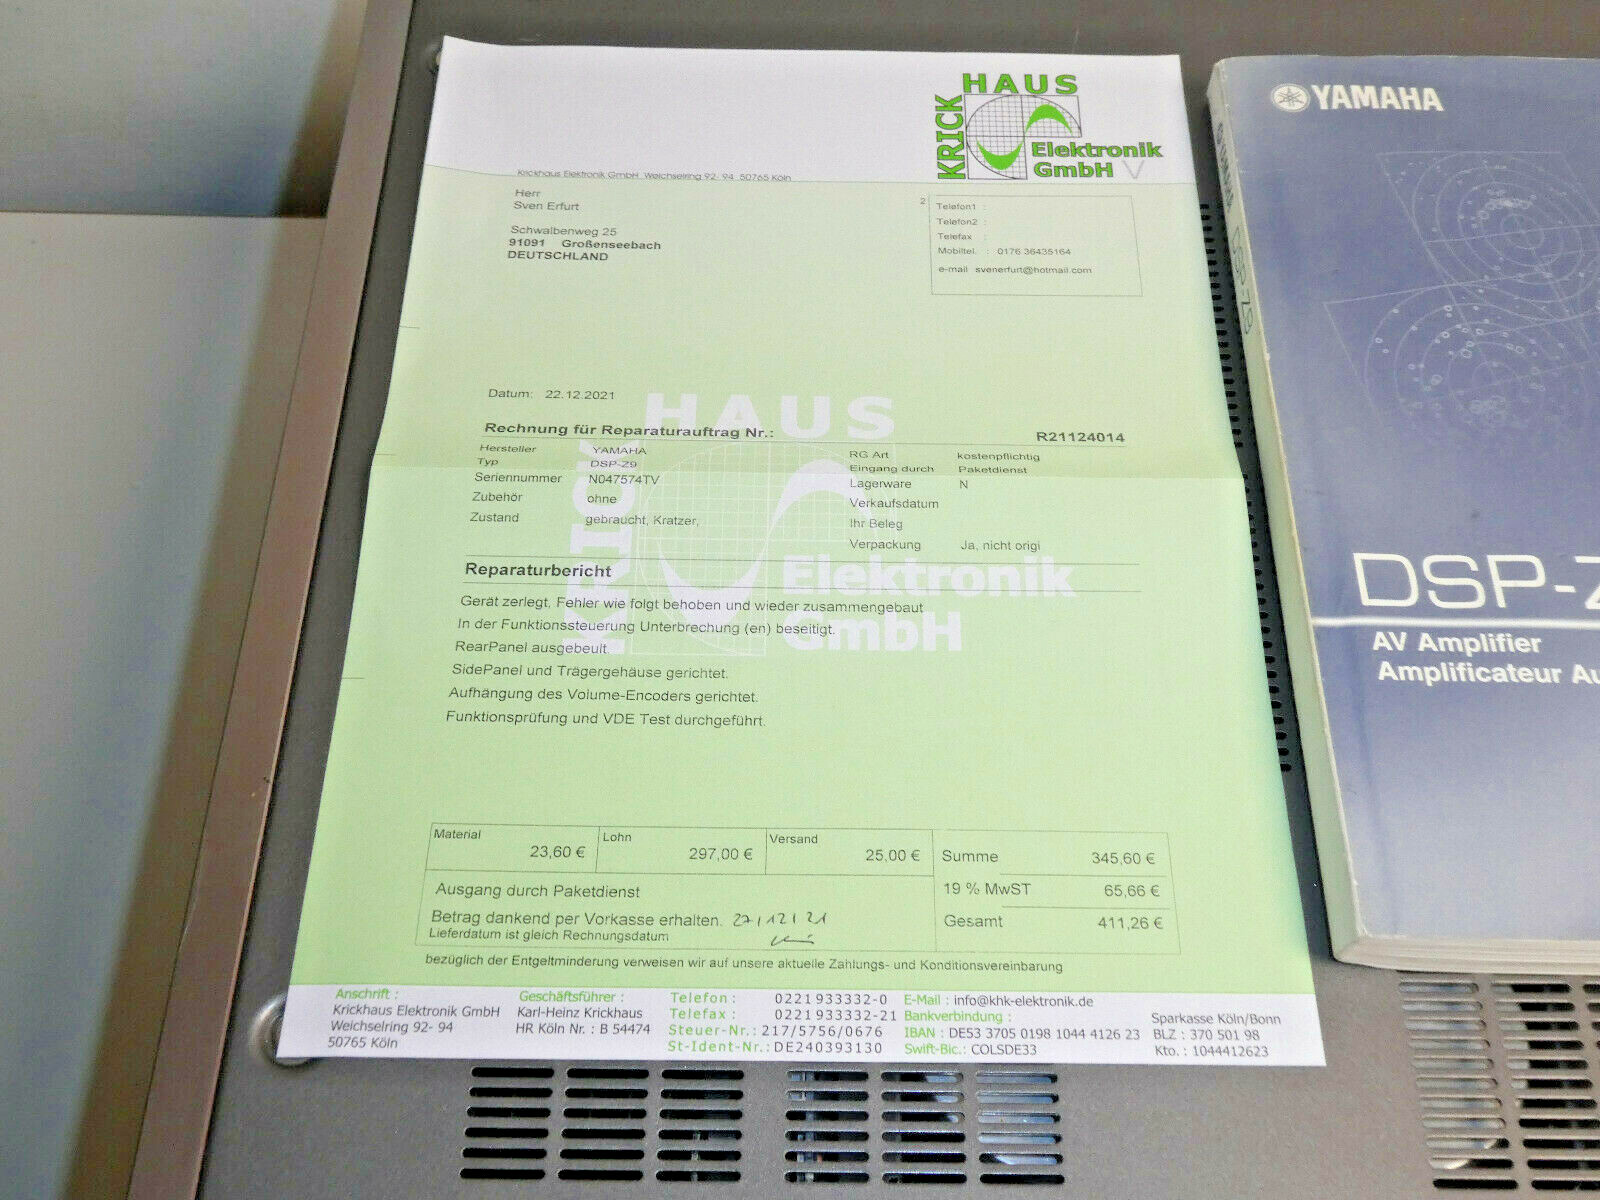 KRICK
HAUS
Elektronik
GmbH
Krickhaus Elektronik GmbH Weichselring 92- 94 50765 Köln
Herr
Sven Erfurt
Schwalbenweg 25
91091 Großenseebach
DEUTSCHLAND
2
Telefon1 :
Telefon2 :
Telefax :
Mobiltel. : 0176 36435164
e-mail svenerfurt@hotmail.com
Datum: 22.12.2021
Rechnung für Reparaturauftrag Nr.: R21124014
Hersteller YAMAHA
Typ DSP-Z9
Seriennummer N047574TV
Zubehör ohne
Zustand gebraucht, Kratzer,
RG Art kostenpflichtig
Eingang durch Paketdienst
Lagerware N
Verkaufsdatum
Ihr Beleg
Verpackung Ja, nicht origi
KRICK
HAUS
Elektronik
GmbH
Reparaturbericht
Gerät zerlegt, Fehler wie folgt behoben und wieder zusammengebaut
In der Funktionssteuerung Unterbrechung (en) beseitigt.
RearPanel ausgebeult.
SidePanel und Trägergehäuse gerichtet.
Aufhängung des Volume-Encoders gerichtet.
Funktionsprüfung und VDE Test durchgeführt.
Material 23,60 €
Lohn 297,00 €
Versand 25,00 €
Summe 345,60 €
19 % MwST 65,66 €
Gesamt 411,26 €
Ausgang durch Paketdienst
Betrag dankend per Vorkasse erhalten. 27/12/21
Lieferdatum ist gleich Rechnungsdatum
bezüglich der Entgeltminderung verweisen wir auf unsere aktuelle Zahlungs- und Konditionsvereinbarung
Anschrift :
Krickhaus Elektronik GmbH
Weichselring 92- 94
50765 Köln
Geschäftsführer :
Karl-Heinz Krickhaus
HR Köln Nr. : B 54474
Telefon : 0221 933332-0
Telefax : 0221 933332-21
Steuer-Nr.: 217/5756/0676
St-Ident-Nr.: DE240393130
E-Mail : info@khk-elektronik.de
Bankverbindung : Sparkasse Köln/Bonn
IBAN : DE53 3705 0198 1044 4126 23 BLZ : 370 501 98
Swift-Bic.: COLSDE33 Kto. : 1044412623
YAMAHA
DSP-Z
AV Amplifier
Amplificateur Au